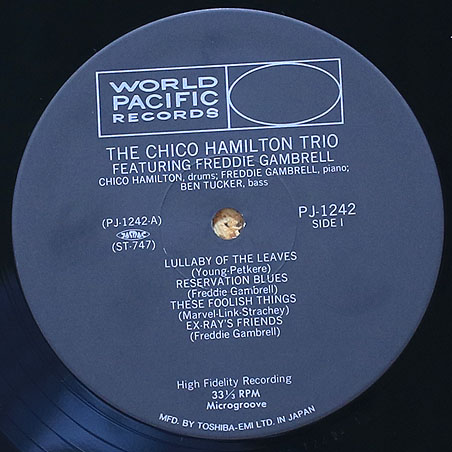 WORLD
PACIFIC
RECORDS
THE CHICO HAMILTON TRIO
FEATURING FREDDIE GAMBRELL
CHICO HAMILTON, drums; FREDDIE GAMBRELL, piano;
BEN TUCKER, bass
(PJ-1242-A)
(ST-747)
PJ-1242
SIDE I
LULLABY OF THE LEAVES
(Young-Petkere)
RESERVATION BLUES
(Freddie Gambrell)
THESE FOOLISH THINGS
(Marvel-Link-Strachey)
EX-RAY'S FRIENDS
(Freddie Gambrell)
High Fidelity Recording
33⅓ RPM
Microgroove
MFD. BY TOSHIBA-EMI LTD. IN JAPAN